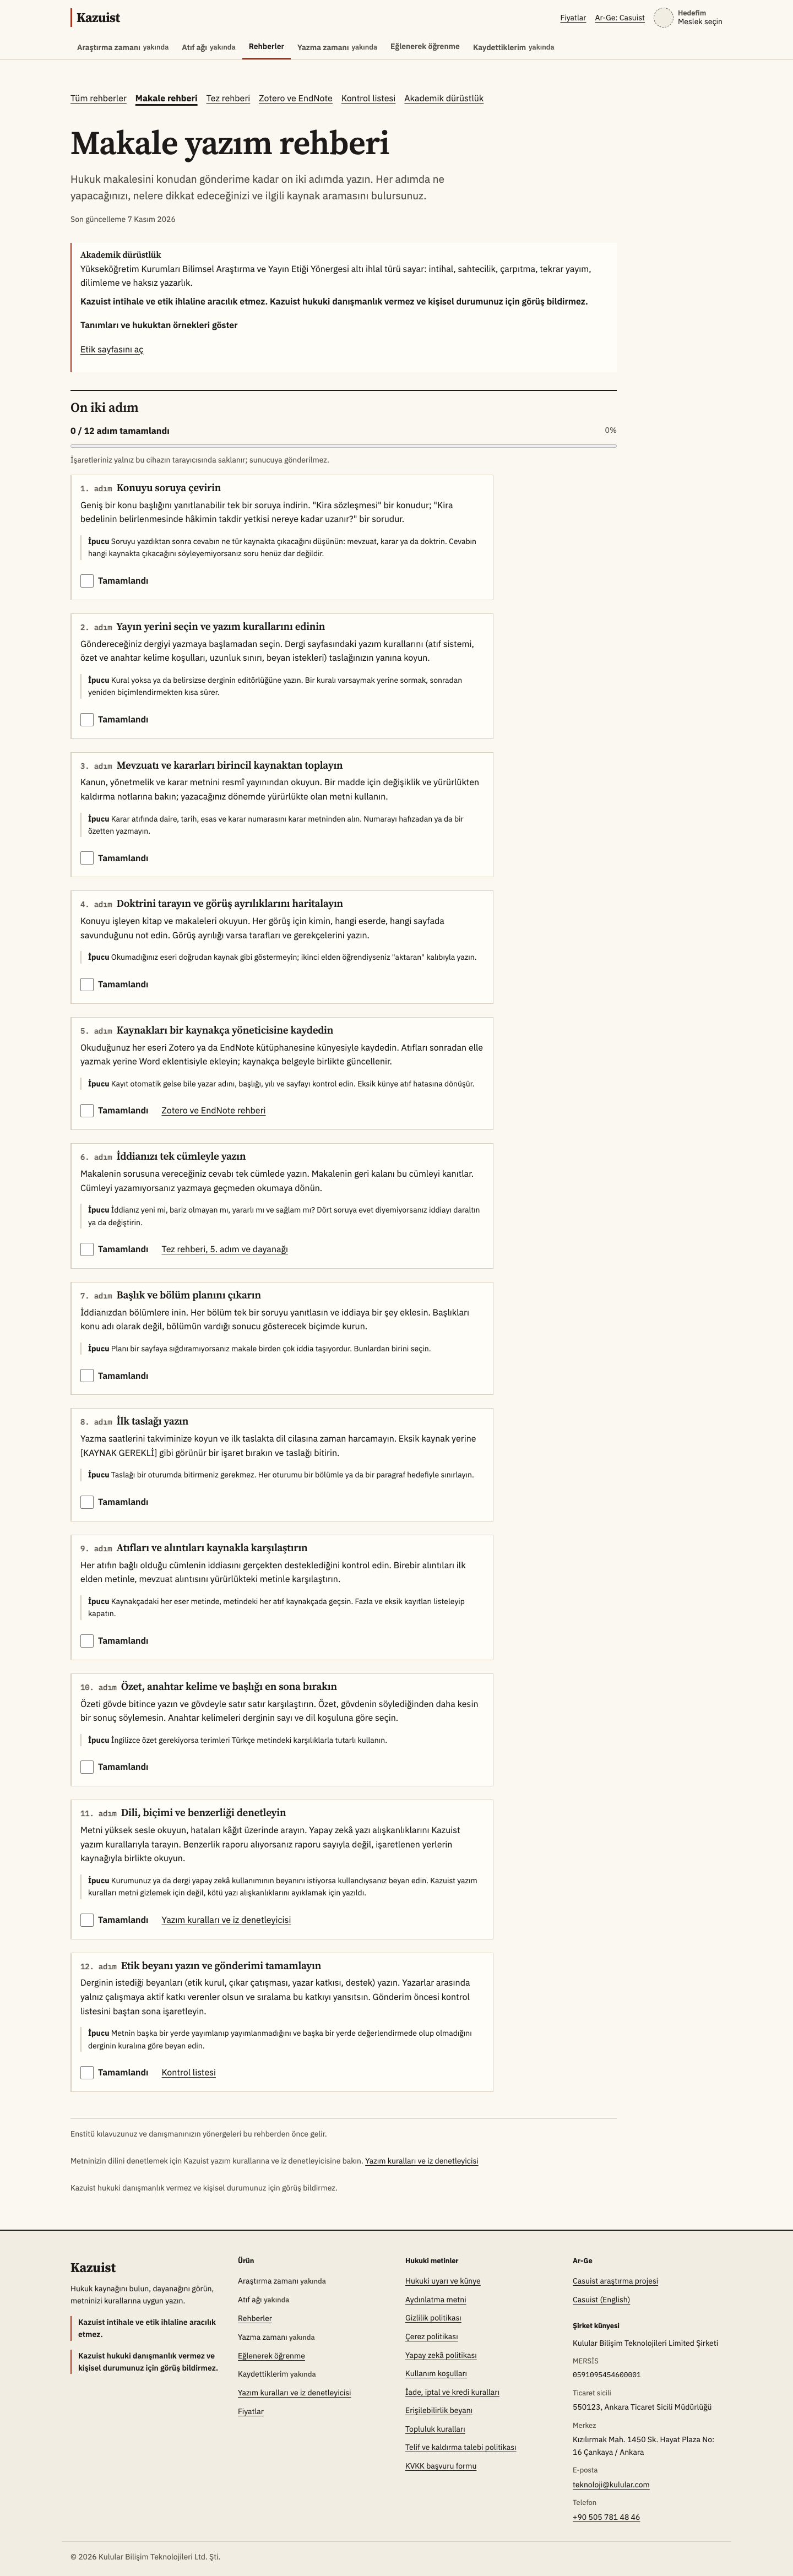 Kazuist
Fiyatlar Ar-Ge: Casuist Hedefim
Meslek seçin
Araştırma zamanı yakında Atıf ağı yakında Rehberler Yazma zamanı yakında Eğlenerek öğrenme Kaydettiklerim yakında
Tüm rehberler Makale rehberi Tez rehberi Zotero ve EndNote Kontrol listesi Akademik dürüstlük
Makale yazım rehberi
Hukuk makalesini konudan gönderime kadar on iki adımda yazın. Her adımda ne
yapacağınızı, nelere dikkat edeceğinizi ve ilgili kaynak aramasını bulursunuz.
Son güncelleme 7 Kasım 2026
Akademik dürüstlük
Yükseköğretim Kurumları Bilimsel Araştırma ve Yayın Etiği Yönergesi altı ihlal türü sayar: intihal, sahtecilik, çarpıtma, tekrar yayım,
dilimleme ve haksız yazarlık.
Kazuist intihale ve etik ihlaline aracılık etmez. Kazuist hukuki danışmanlık vermez ve kişisel durumunuz için görüş bildirmez.
Tanımları ve hukuktan örnekleri göster
Etik sayfasını aç
On iki adım
0 / 12 adım tamamlandı 0%
İşaretleriniz yalnız bu cihazın tarayıcısında saklanır; sunucuya gönderilmez.
1. adım Konuyu soruya çevirin
Geniş bir konu başlığını yanıtlanabilir tek bir soruya indirin. "Kira sözleşmesi" bir konudur; "Kira
bedelinin belirlenmesinde hâkimin takdir yetkisi nereye kadar uzanır?" bir sorudur.
İpucu Soruyu yazdıktan sonra cevabın ne tür kaynakta çıkacağını düşünün: mevzuat, karar ya da doktrin. Cevabın
hangi kaynakta çıkacağını söyleyemiyorsanız soru henüz dar değildir.
Tamamlandı
2. adım Yayın yerini seçin ve yazım kurallarını edinin
Göndereceğiniz dergiyi yazmaya başlamadan seçin. Dergi sayfasındaki yazım kurallarını (atıf sistemi,
özet ve anahtar kelime koşulları, uzunluk sınırı, beyan istekleri) taslağınızın yanına koyun.
İpucu Kural yoksa ya da belirsizse derginin editörlüğüne yazın. Bir kuralı varsaymak yerine sormak, sonradan
yeniden biçimlendirmekten kısa sürer.
Tamamlandı
3. adım Mevzuatı ve kararları birincil kaynaktan toplayın
Kanun, yönetmelik ve karar metnini resmî yayınından okuyun. Bir madde için değişiklik ve yürürlükten
kaldırma notlarına bakın; yazacağınız dönemde yürürlükte olan metni kullanın.
İpucu Karar atıfında daire, tarih, esas ve karar numarasını karar metninden alın. Numarayı hafızadan ya da bir
özetten yazmayın.
Tamamlandı
4. adım Doktrini tarayın ve görüş ayrılıklarını haritalayın
Konuyu işleyen kitap ve makaleleri okuyun. Her görüş için kimin, hangi eserde, hangi sayfada
savunduğunu not edin. Görüş ayrılığı varsa tarafları ve gerekçelerini yazın.
İpucu Okumadığınız eseri doğrudan kaynak gibi göstermeyin; ikinci elden öğrendiyseniz "aktaran" kalıbıyla yazın.
Tamamlandı
5. adım Kaynakları bir kaynakça yöneticisine kaydedin
Okuduğunuz her eseri Zotero ya da EndNote kütüphanesine künyesiyle kaydedin. Atıfları sonradan elle
yazmak yerine Word eklentisiyle ekleyin; kaynakça belgeyle birlikte güncellenir.
İpucu Kayıt otomatik gelse bile yazar adını, başlığı, yılı ve sayfayı kontrol edin. Eksik künye atıf hatasına dönüşür.
Tamamlandı Zotero ve EndNote rehberi
6. adım İddianızı tek cümleyle yazın
Makalenin sorusuna vereceğiniz cevabı tek cümlede yazın. Makalenin geri kalanı bu cümleyi kanıtlar.
Cümleyi yazamıyorsanız yazmaya geçmeden okumaya dönün.
İpucu İddianız yeni mi, bariz olmayan mı, yararlı mı ve sağlam mı? Dört soruya evet diyemiyorsanız iddiayı daraltın
ya da değiştirin.
Tamamlandı Tez rehberi, 5. adım ve dayanağı
7. adım Başlık ve bölüm planını çıkarın
İddianızdan bölümlere inin. Her bölüm tek bir soruyu yanıtlasın ve iddiaya bir şey eklesin. Başlıkları
konu adı olarak değil, bölümün vardığı sonucu gösterecek biçimde kurun.
İpucu Planı bir sayfaya sığdıramıyorsanız makale birden çok iddia taşıyordur. Bunlardan birini seçin.
Tamamlandı
8. adım İlk taslağı yazın
Yazma saatlerini takviminize koyun ve ilk taslakta dil cilasına zaman harcamayın. Eksik kaynak yerine
[KAYNAK GEREKLİ] gibi görünür bir işaret bırakın ve taslağı bitirin.
İpucu Taslağı bir oturumda bitirmeniz gerekmez. Her oturumu bir bölümle ya da bir paragraf hedefiyle sınırlayın.
Tamamlandı
9. adım Atıfları ve alıntıları kaynakla karşılaştırın
Her atıfın bağlı olduğu cümlenin iddiasını gerçekten desteklediğini kontrol edin. Birebir alıntıları ilk
elden metinle, mevzuat alıntısını yürürlükteki metinle karşılaştırın.
İpucu Kaynakçadaki her eser metinde, metindeki her atıf kaynakçada geçsin. Fazla ve eksik kayıtları listeleyip
kapatın.
Tamamlandı
10. adım Özet, anahtar kelime ve başlığı en sona bırakın
Özeti gövde bitince yazın ve gövdeyle satır satır karşılaştırın. Özet, gövdenin söylediğinden daha kesin
bir sonuç söylemesin. Anahtar kelimeleri derginin sayı ve dil koşuluna göre seçin.
İpucu İngilizce özet gerekiyorsa terimleri Türkçe metindeki karşılıklarla tutarlı kullanın.
Tamamlandı
11. adım Dili, biçimi ve benzerliği denetleyin
Metni yüksek sesle okuyun, hataları kâğıt üzerinde arayın. Yapay zekâ yazı alışkanlıklarını Kazuist
yazım kurallarıyla tarayın. Benzerlik raporu alıyorsanız raporu sayıyla değil, işaretlenen yerlerin
kaynağıyla birlikte okuyun.
İpucu Kurumunuz ya da dergi yapay zekâ kullanımının beyanını istiyorsa kullandıysanız beyan edin. Kazuist yazım
kuralları metni gizlemek için değil, kötü yazı alışkanlıklarını ayıklamak için yazıldı.
Tamamlandı Yazım kuralları ve iz denetleyicisi
12. adım Etik beyanı yazın ve gönderimi tamamlayın
Derginin istediği beyanları (etik kurul, çıkar çatışması, yazar katkısı, destek) yazın. Yazarlar arasında
yalnız çalışmaya aktif katkı verenler olsun ve sıralama bu katkıyı yansıtsın. Gönderim öncesi kontrol
listesini baştan sona işaretleyin.
İpucu Metnin başka bir yerde yayımlanıp yayımlanmadığını ve başka bir yerde değerlendirmede olup olmadığını
derginin kuralına göre beyan edin.
Tamamlandı Kontrol listesi
Enstitü kılavuzunuz ve danışmanınızın yönergeleri bu rehberden önce gelir.
Metninizin dilini denetlemek için Kazuist yazım kurallarına ve iz denetleyicisine bakın. Yazım kuralları ve iz denetleyicisi
Kazuist hukuki danışmanlık vermez ve kişisel durumunuz için görüş bildirmez.
Kazuist
Hukuk kaynağını bulun, dayanağını görün,
metninizi kurallarına uygun yazın.
Kazuist intihale ve etik ihlaline aracılık
etmez.
Kazuist hukuki danışmanlık vermez ve
kişisel durumunuz için görüş bildirmez.
Ürün
Araştırma zamanı yakında
Atıf ağı yakında
Rehberler
Yazma zamanı yakında
Eğlenerek öğrenme
Kaydettiklerim yakında
Yazım kuralları ve iz denetleyicisi
Fiyatlar
Hukuki metinler
Hukuki uyarı ve künye
Aydınlatma metni
Gizlilik politikası
Çerez politikası
Yapay zekâ politikası
Kullanım koşulları
İade, iptal ve kredi kuralları
Erişilebilirlik beyanı
Topluluk kuralları
Telif ve kaldırma talebi politikası
KVKK başvuru formu
Ar-Ge
Casuist araştırma projesi
Casuist (English)
Şirket künyesi
Kulular Bilişim Teknolojileri Limited Şirketi
MERSİS
0591095454600001
Ticaret sicili
550123, Ankara Ticaret Sicili Müdürlüğü
Merkez
Kızılırmak Mah. 1450 Sk. Hayat Plaza No:
16 Çankaya / Ankara
E-posta
teknoloji@kulular.com
Telefon
+90 505 781 48 46
© 2026 Kulular Bilişim Teknolojileri Ltd. Şti.